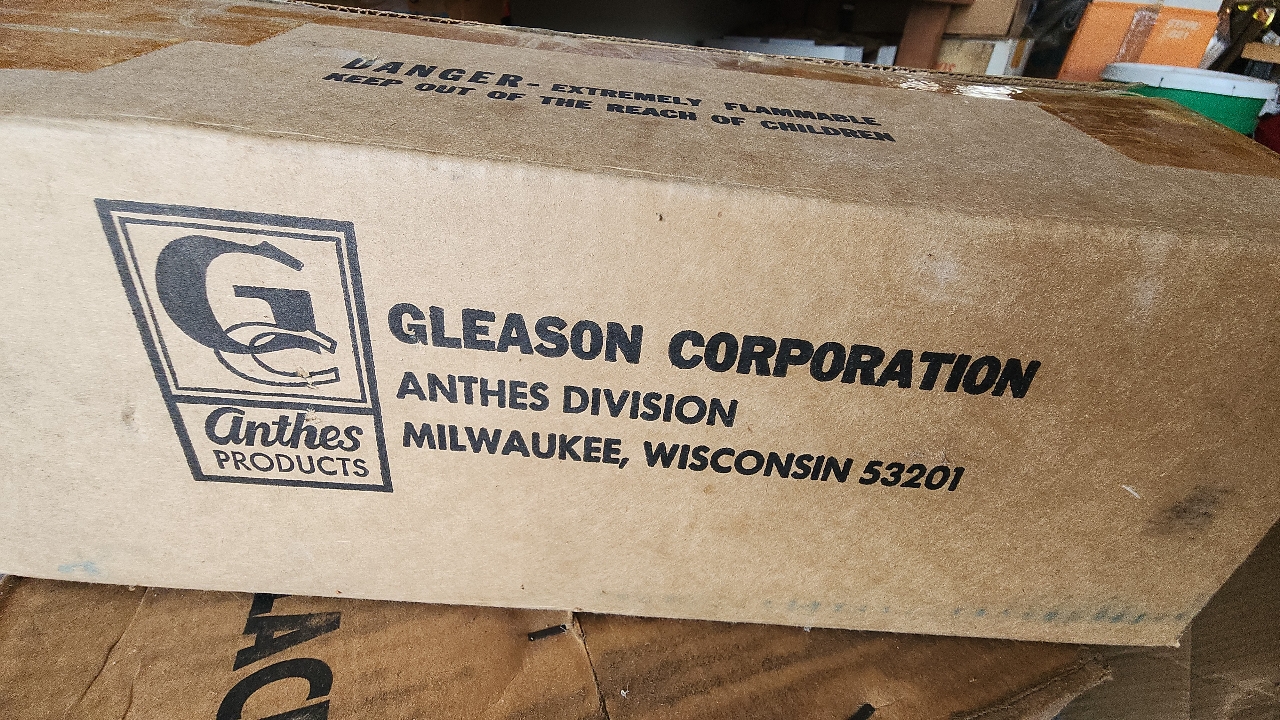 DANGER- EXTREMELY FLAMMABLE
KEEP OUT OF THE REACH OF CHILDREN
GC
Anthes
PRODUCTS
GLEASON CORPORATION
ANTHES DIVISION
MILWAUKEE, WISCONSIN 53201